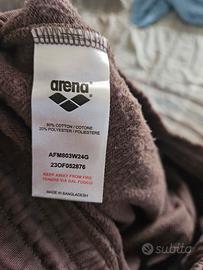 arena
80% COTTON / COTONE
20% POLYESTER / POLIESTERE
AFM803W24G
23OF052876
KEEP AWAY FROM FIRE
TENERE VIA DAL FUOCO
MADE IN BANGLADESH
subito